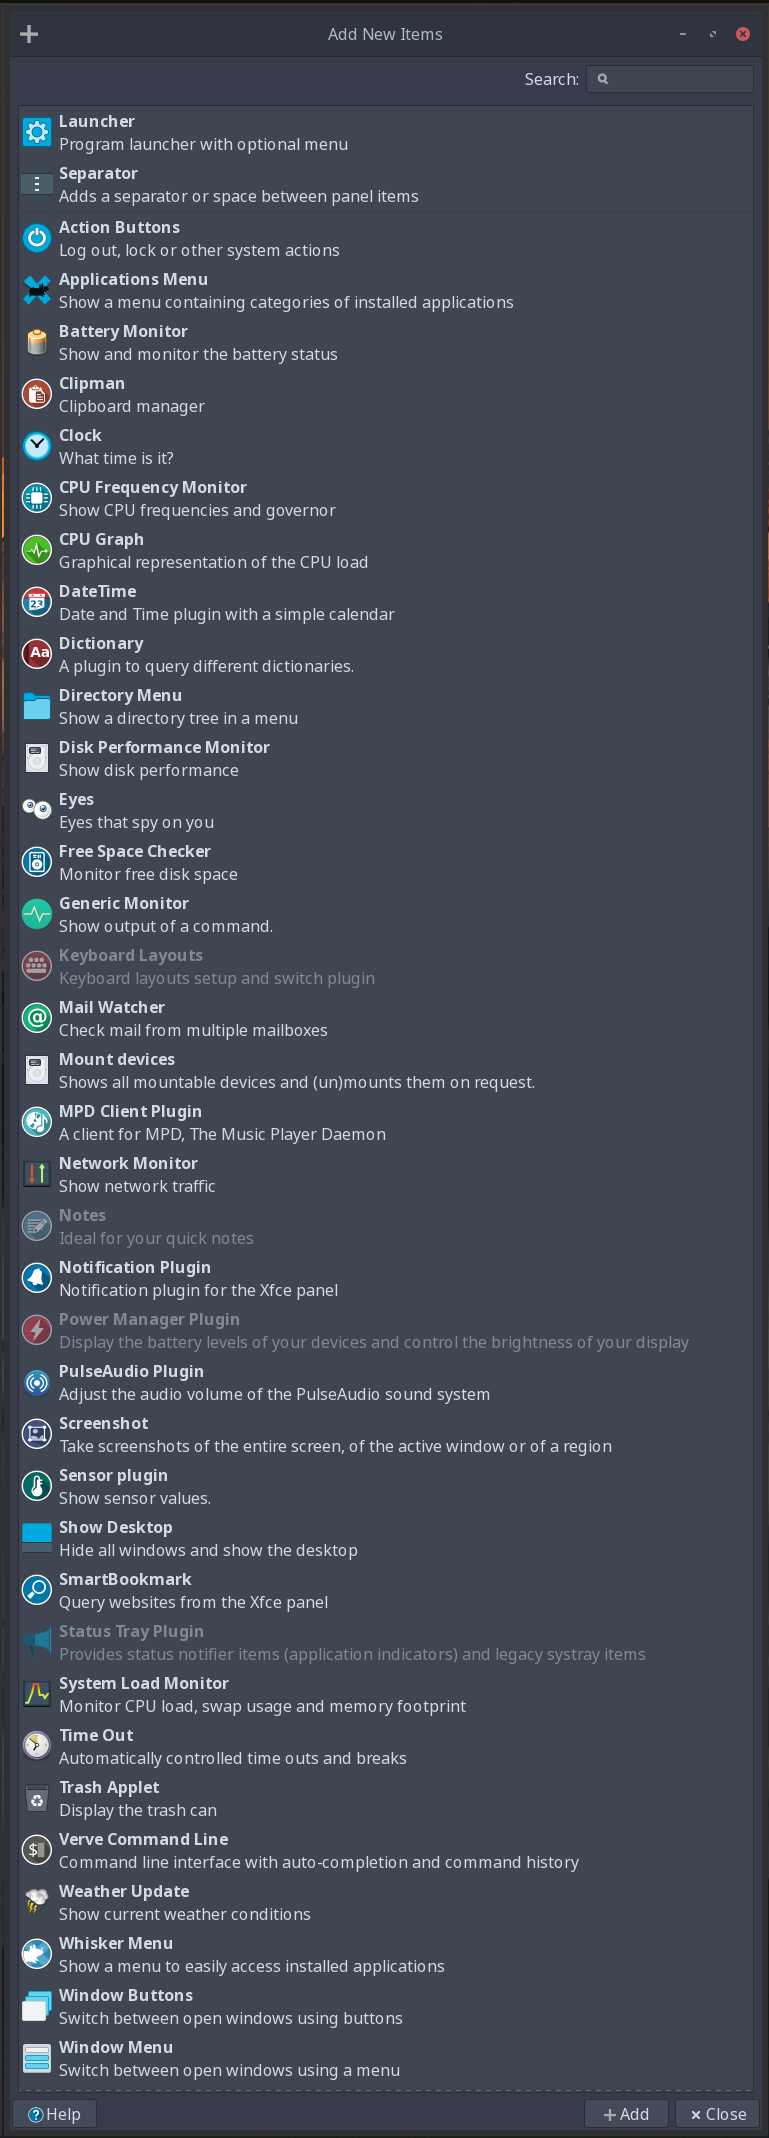 Add New Items
Search:
Launcher
Program launcher with optional menu
Separator
Adds a separator or space between panel items
Action Buttons
Log out, lock or other system actions
Applications Menu
Show a menu containing categories of installed applications
Battery Monitor
Show and monitor the battery status
Clipman
Clipboard manager
Clock
What time is it?
CPU Frequency Monitor
Show CPU frequencies and governor
CPU Graph
Graphical representation of the CPU load
DateTime
Date and Time plugin with a simple calendar
23
Dictionary
Aa
A plugin to query different dictionaries.
Directory Menu
Show a directory tree in a menu
Disk Performance Monitor
Show disk performance
Eyes
Eyes that spy on you
Free Space Checker
Monitor free disk space
Generic Monitor
Show output of a command.
Keyboard Layouts
Keyboard layouts setup and switch plugin
Mail Watcher
@
Check mail from multiple mailboxes
Mount devices
Shows all mountable devices and (un)mounts them on request.
MPD Client Plugin
A client for MPD, The Music Player Daemon
Network Monitor
Show network traffic
Notes
Ideal for your quick notes
Notification Plugin
Notification plugin for the Xfce panel
Power Manager Plugin
Display the battery levels of your devices and control the brightness of your display
PulseAudio Plugin
Adjust the audio volume of the PulseAudio sound system
Screenshot
Take screenshots of the entire screen, of the active window or of a region
Sensor plugin
Show sensor values.
Show Desktop
Hide all windows and show the desktop
SmartBookmark
Query websites from the Xfce panel
Status Tray Plugin
Provides status notifier items (application indicators) and legacy systray items
System Load Monitor
Monitor CPU load, swap usage and memory footprint
Time Out
Automatically controlled time outs and breaks
Trash Applet
Display the trash can
Verve Command Line
$
Command line interface with auto-completion and command history
Weather Update
Show current weather conditions
Whisker Menu
Show a menu to easily access installed applications
Window Buttons
Switch between open windows using buttons
Window Menu
Switch between open windows using a menu
? Help
Add
Close